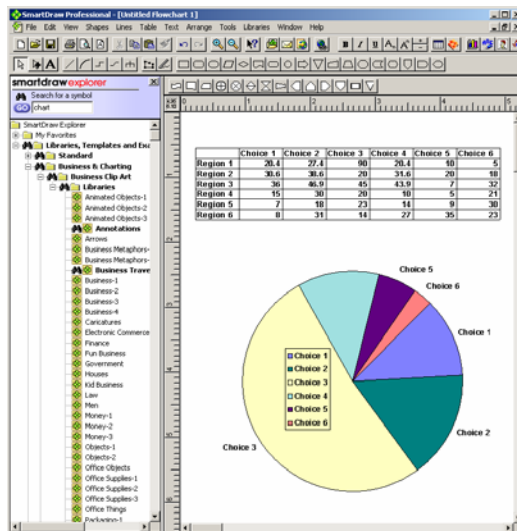 SmartDraw Professional - [Untitled Flowchart 1]
File Edit View Shapes Lines Table Text Arrange Tools Libraries Window Help
smartdrawexplorer
Search for a symbol
GO chart
SmartDraw Explorer
My Favorites
Libraries, Templates and Exa
Standard
Business & Charting
Business Clip Art
Libraries
Animated Objects-1
Animated Objects-2
Animated Objects-3
Annotations
Arrows
Business Metaphors-
Business Metaphors-
Business Trave
Business-1
Business-2
Business-3
Business-4
Caricatures
Electronic Commerce
Finance
Fun Business
Government
Houses
Kid Business
Law
Men
Money-1
Money-2
Money-3
Objects-1
Objects-2
Office Objects
Office Supplies-1
Office Supplies-2
Office Supplies-3
Office Things
Packaging-1
0 1 2 3 4 5
Choice 1 Choice 2 Choice 3 Choice 4 Choice 5 Choice 6
Region 1 20.4 27.4 90 20.4 10 5
Region 2 30.6 38.6 20 31.6 20 18
Region 3 36 46.9 45 43.9 7 32
Region 4 15 30 20 10 5 21
Region 5 7 18 23 14 9 30
Region 6 8 31 14 27 35 23
Choice 5
Choice 6
Choice 1
Choice 1
Choice 2
Choice 3
Choice 4
Choice 5
Choice 6
Choice 2
Choice 3